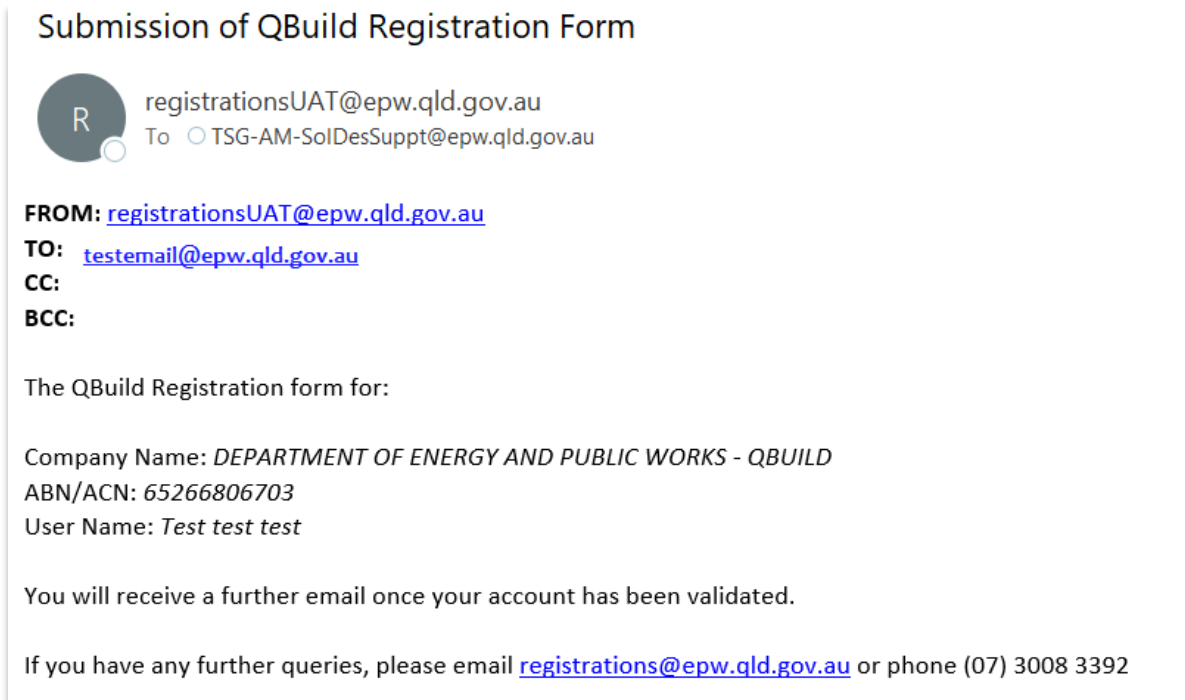 Submission of QBuild Registration Form
R
registrationsUAT@epw.qld.gov.au
To TSG-AM-SolDesSuppt@epw.qld.gov.au
FROM: registrationsUAT@epw.qld.gov.au
TO: testemail@epw.qld.gov.au
CC:
BCC:
The QBuild Registration form for:
Company Name: DEPARTMENT OF ENERGY AND PUBLIC WORKS - QBUILD
ABN/ACN: 65266806703
User Name: Test test test
You will receive a further email once your account has been validated.
If you have any further queries, please email registrations@epw.qld.gov.au or phone (07) 3008 3392